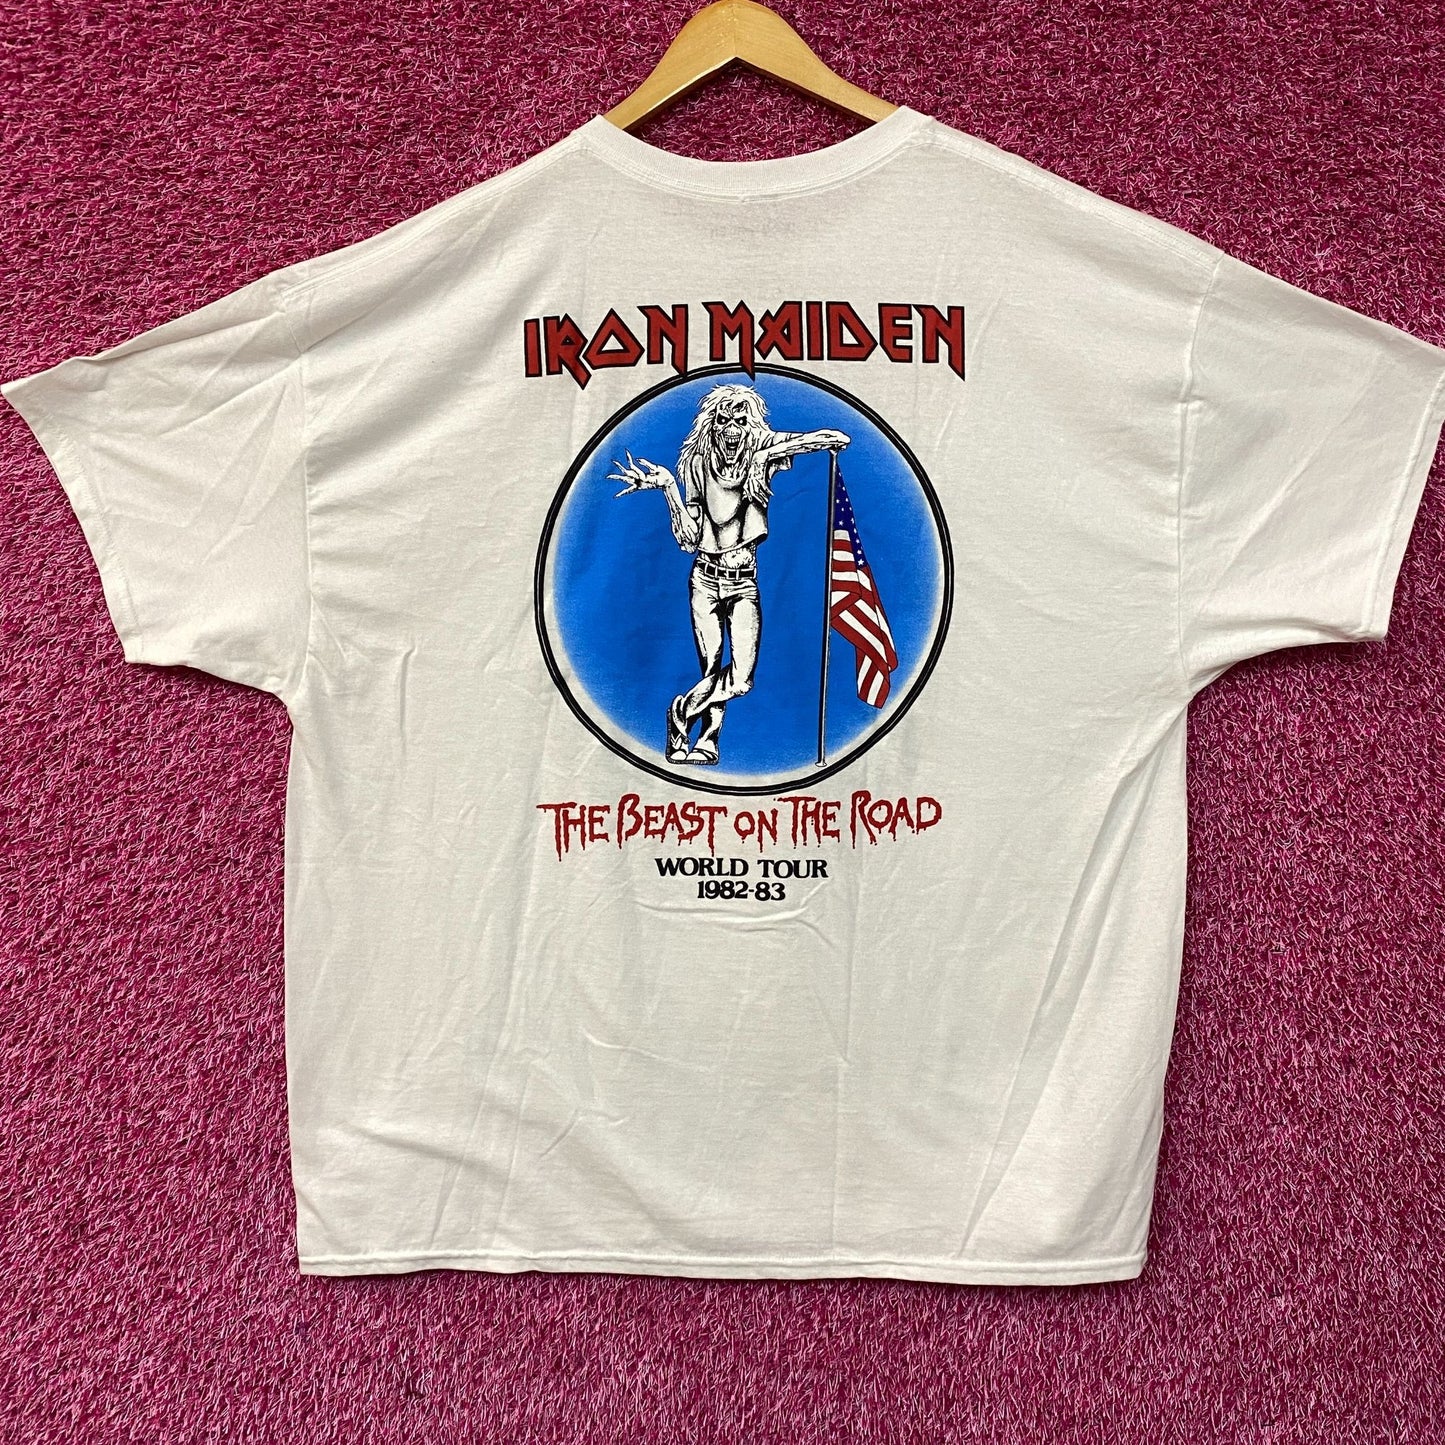 IRON MAIDEN
THE BEAST ON THE ROAD
WORLD TOUR
1982-83